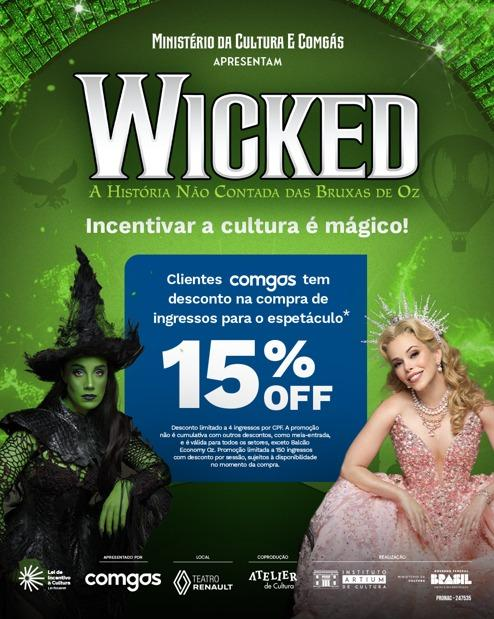 MINISTÉRIO DA CULTURA E COMGÁS
APRESENTAM
WICKED
A HISTÓRIA NÃO CONTADA DAS BRUXAS DE OZ
Incentivar a cultura é mágico!
Clientes comgas tem
desconto na compra de
ingressos para o espetáculo*
15%
OFF
Desconto limitado a 4 ingressos por CPF. A promoção
não é cumulativa com outros descontos, como meia-entrada,
e é válida para todos os setores, exceto Balcão
Economy Oz. Promoção limitada a 150 ingressos
com desconto por sessão, sujeitos à disponibilidade
no momento da compra.
APRESENTADO POR
LOCAL
COPRODUÇÃO
REALIZAÇÃO
Lei de
Incentivo
à Cultura
Lei Rouanet
comgas
TEATRO
RENAULT
ATELIER
de Cultura
INSTITUTO
ARTIUM
DE CULTURA
MINISTÉRIO DA
CULTURA
GOVERNO FEDERAL
BRASIL
PRONAC - 247535